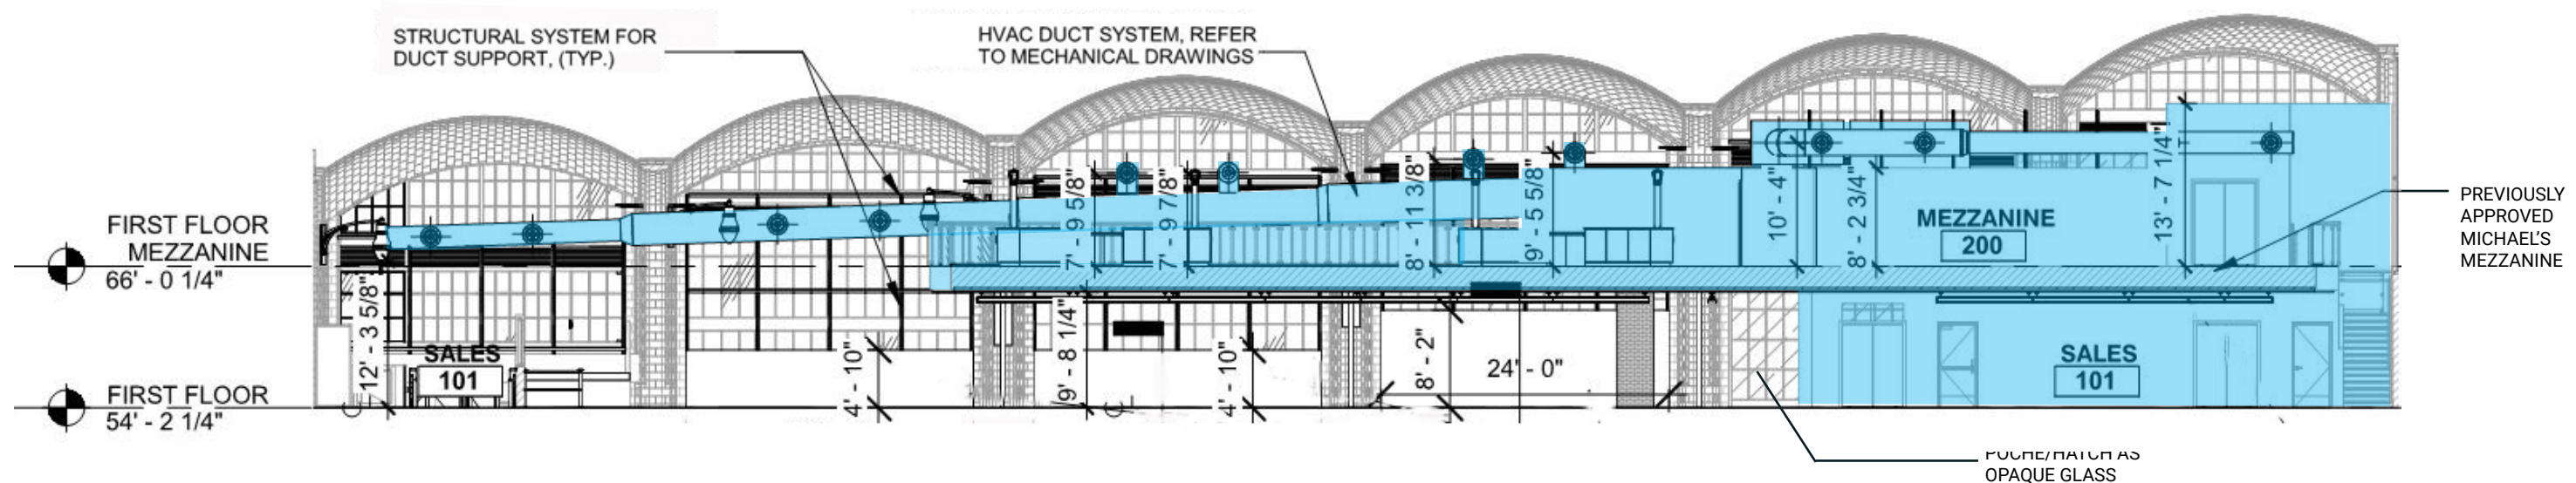 STRUCTURAL SYSTEM FOR
DUCT SUPPORT, (TYP.)
HVAC DUCT SYSTEM, REFER
TO MECHANICAL DRAWINGS
FIRST FLOOR
MEZZANINE
66' - 0 1/4"
FIRST FLOOR
54' - 2 1/4"
12' - 3 5/8"
SALES
101
4' - 10"
7' - 9 5/8"
9' - 8 1/4"
7' - 9 7/8"
4' - 10"
8' - 11 3/8"
8' - 2"
9' - 5 5/8"
24' - 0"
10' - 4"
8' - 2 3/4"
MEZZANINE
200
13' - 7 1/4"
SALES
101
PREVIOUSLY
APPROVED
MICHAEL'S
MEZZANINE
POCHE/HATCH AS
OPAQUE GLASS